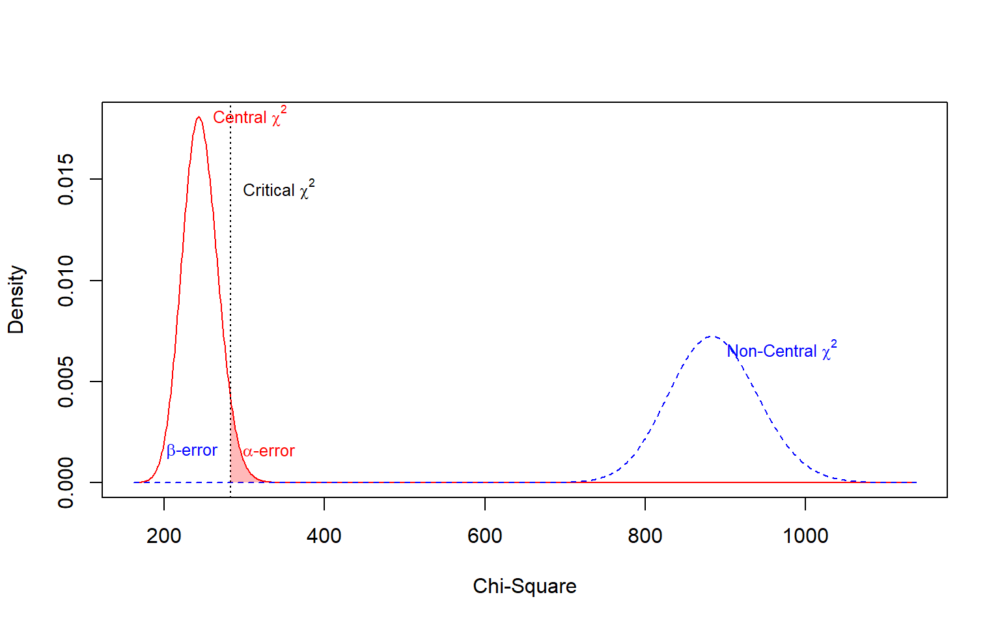 Central χ²
Critical χ²
Non-Central χ²
β-error
α-error
Density
0.000
0.005
0.010
0.015
200
400
600
800
1000
Chi-Square